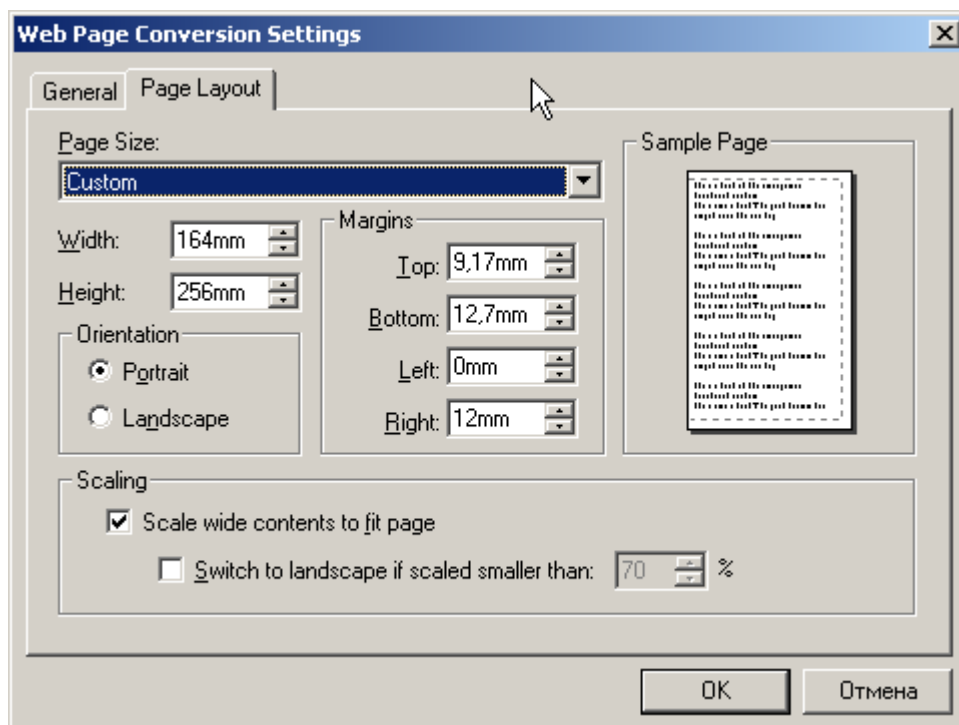 Web Page Conversion Settings
General
Page Layout
Page Size:
Custom
Width: 164mm
Height: 256mm
Orientation
Portrait
Landscape
Margins
Top: 9,17mm
Bottom: 12,7mm
Left: 0mm
Right: 12mm
Sample Page
Scaling
Scale wide contents to fit page
Switch to landscape if scaled smaller than: 70 %
OK
Отмена